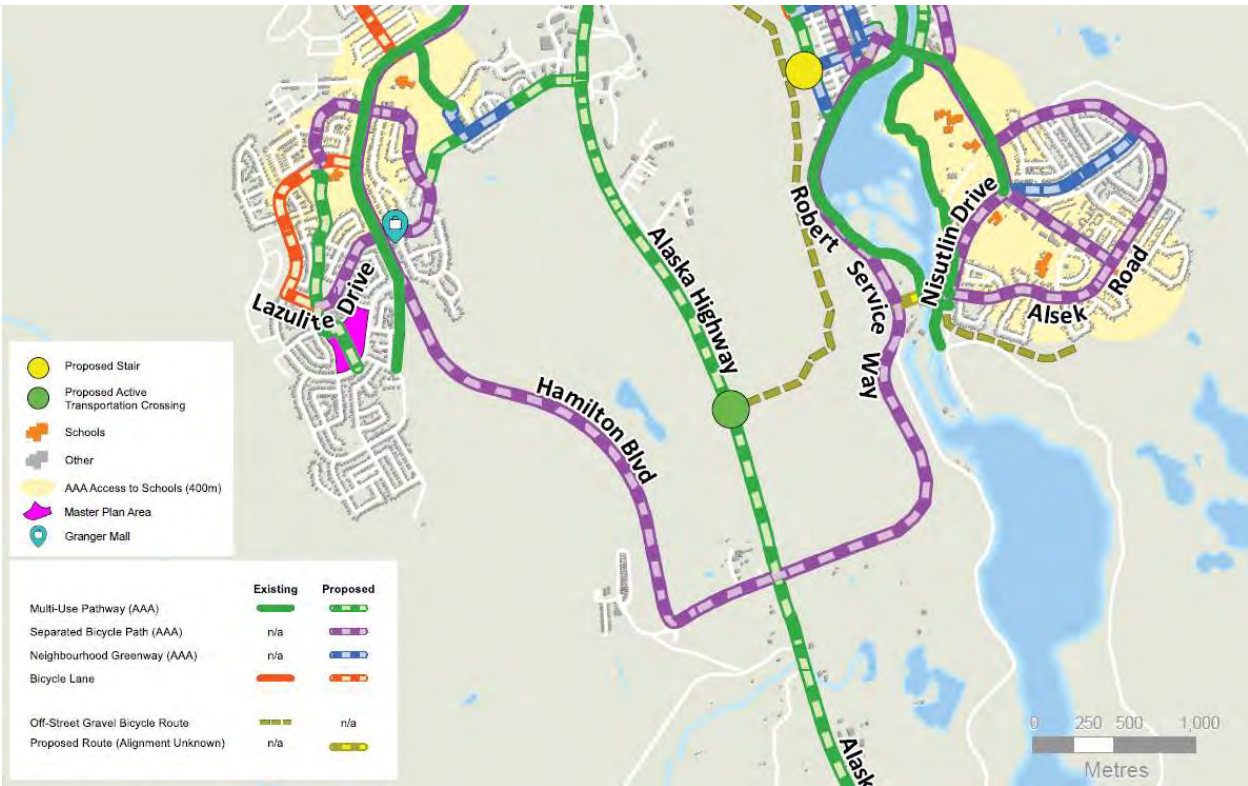 Robert Service Way
Nisutlin Drive
Alsek Road
Alaska Highway
Lazulite Drive
Hamilton Blvd
Alask
Proposed Stair
Proposed Active
Transportation Crossing
Schools
Other
AAA Access to Schools (400m)
Master Plan Area
Granger Mall
Existing Proposed
Multi-Use Pathway (AAA)
Separated Bicycle Path (AAA) n/a
Neighbourhood Greenway (AAA) n/a
Bicycle Lane
Off-Street Gravel Bicycle Route n/a
Proposed Route (Alignment Unknown) n/a
0 250 500 1,000
Metres